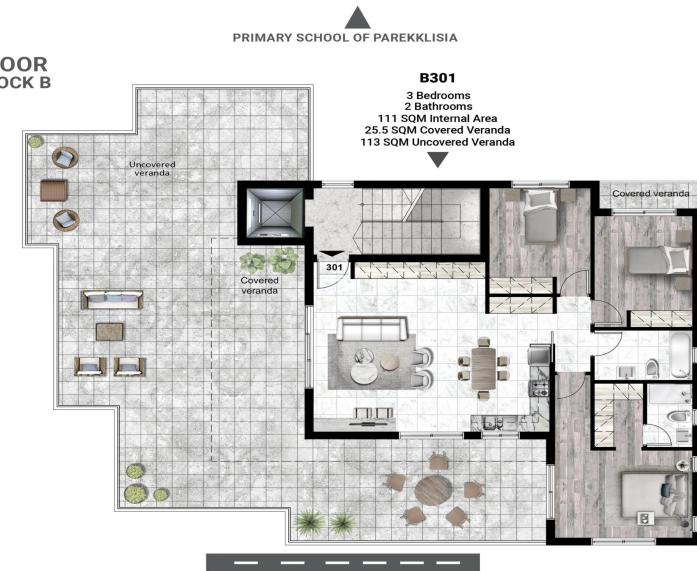 PRIMARY SCHOOL OF PAREKKLISIA
OOR
OCK B
B301
3 Bedrooms
2 Bathrooms
111 SQM Internal Area
25.5 SQM Covered Veranda
113 SQM Uncovered Veranda
Uncovered
veranda
Covered veranda
301
Covered
veranda